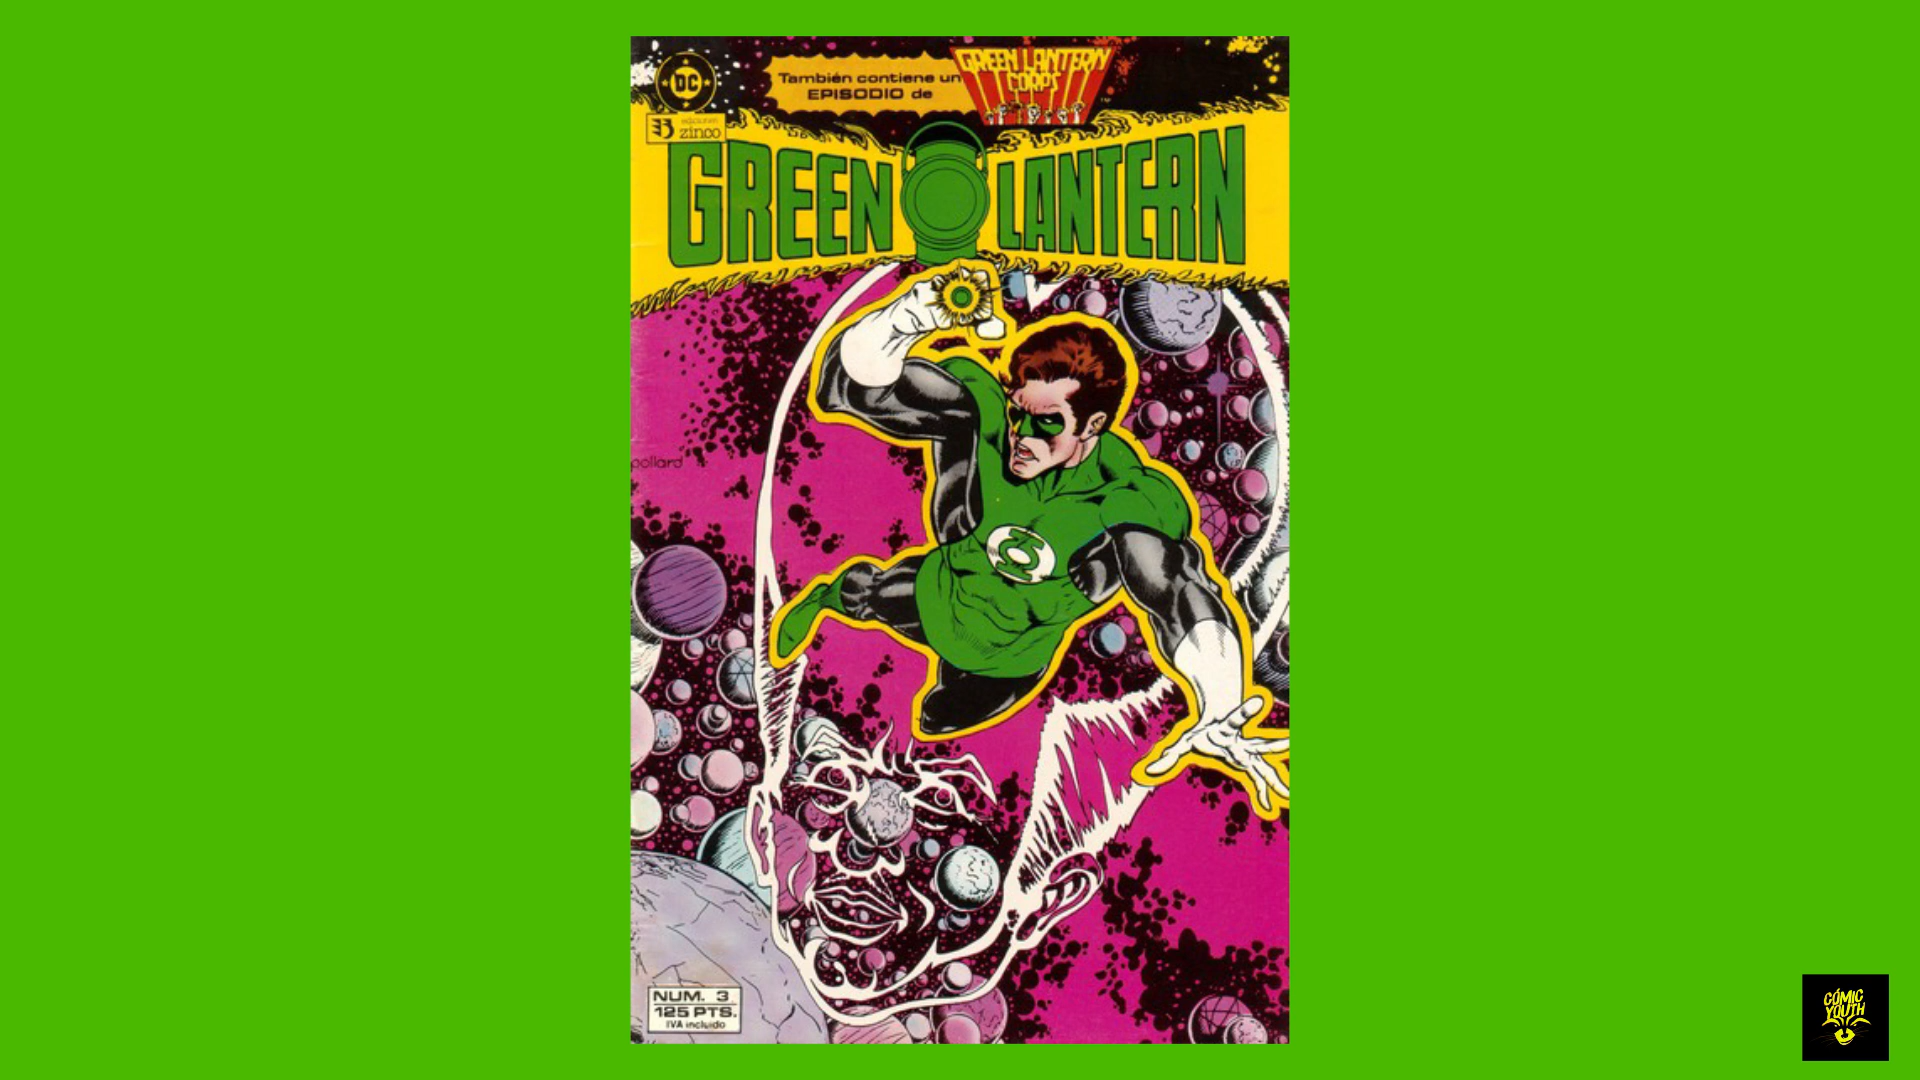 DC
También contiene un
EPISODIO de
GREEN LANTERN
CORPS
TM
ediciones
zinco
GREEN LANTERN
pollard
NUM. 3
125 PTS.
IVA incluido
CÓMIC
YOUTH